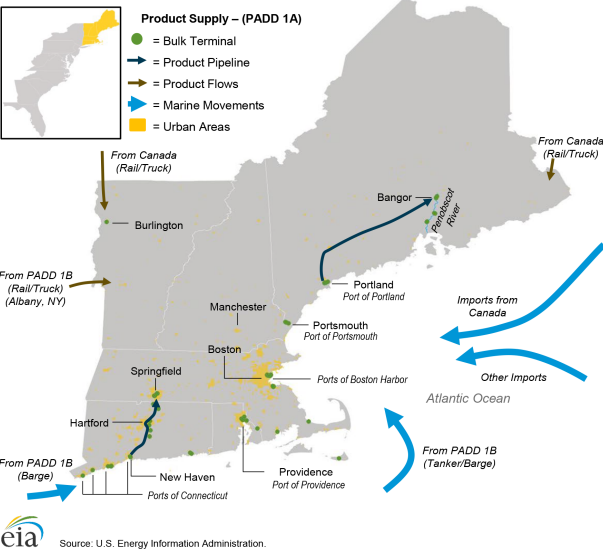 Product Supply – (PADD 1A)
= Bulk Terminal
= Product Pipeline
= Product Flows
= Marine Movements
= Urban Areas
From Canada
(Rail/Truck)
From Canada
(Rail/Truck)
Bangor
Penobscot
River
Burlington
From PADD 1B
(Rail/Truck)
(Albany, NY)
Portland
Port of Portland
Manchester
Imports from
Canada
Portsmouth
Port of Portsmouth
Boston
Springfield
Ports of Boston Harbor
Other Imports
Atlantic Ocean
Hartford
From PADD 1B
(Tanker/Barge)
From PADD 1B
(Barge)
New Haven
Providence
Port of Providence
Ports of Connecticut
eia
Source: U.S. Energy Information Administration.